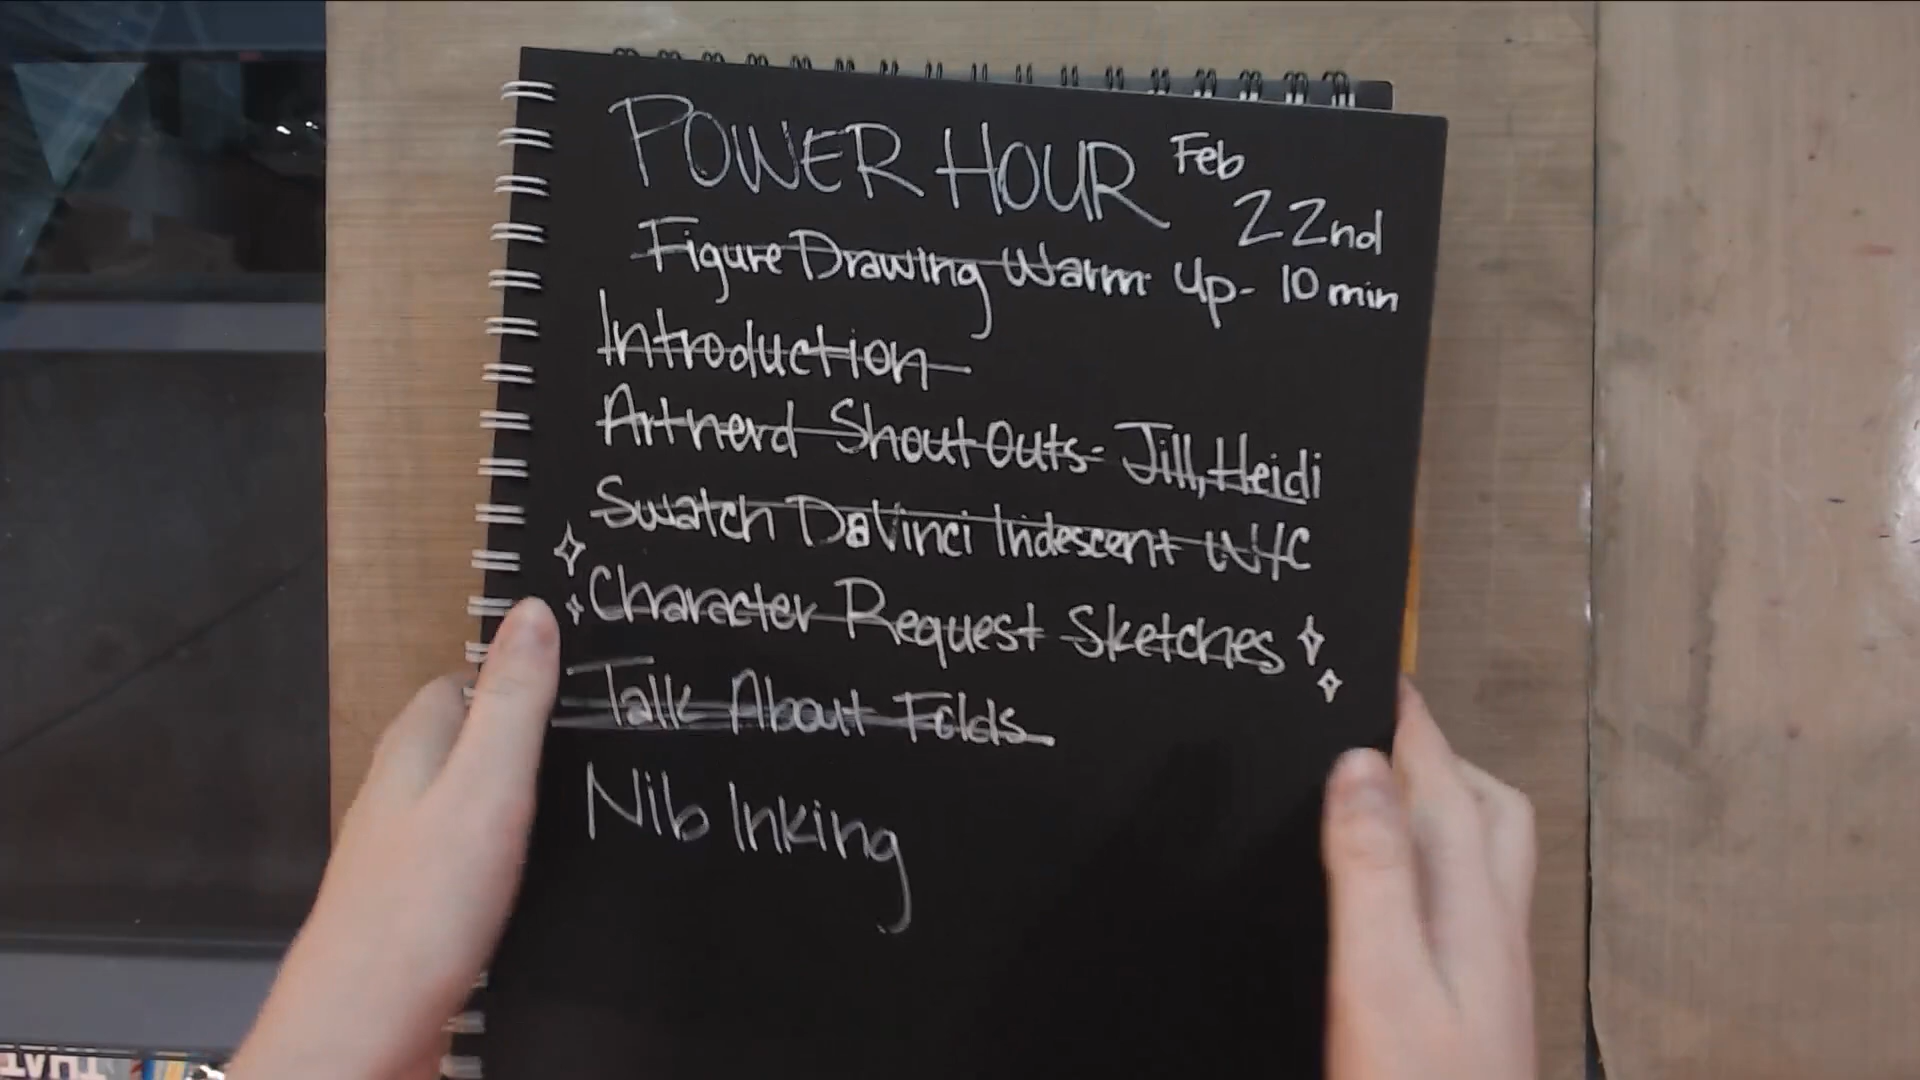 POWER HOUR Feb 22nd
Figure Drawing Warm Up - 10 min
Introduction
Artnerd Shout Outs - Jill, Heidi
Swatch DaVinci Iridescent W/C
Character Request Sketches
Talk About Folds
Nib Inking